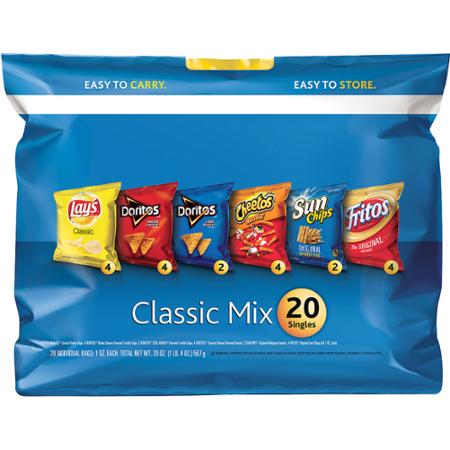 EASY TO CARRY. EASY TO STORE.
Lay's
Classic
4
Doritos
4
Doritos
2
Cheetos
4
Sun
Chips
ORIGINAL
2
Fritos
The ORIGINAL
4
Classic Mix 20
Singles
20 INDIVIDUAL BAGS: 1 OZ. EACH, TOTAL NET WT. 20 OZ. (1 LB. 4 OZ.) 567 g